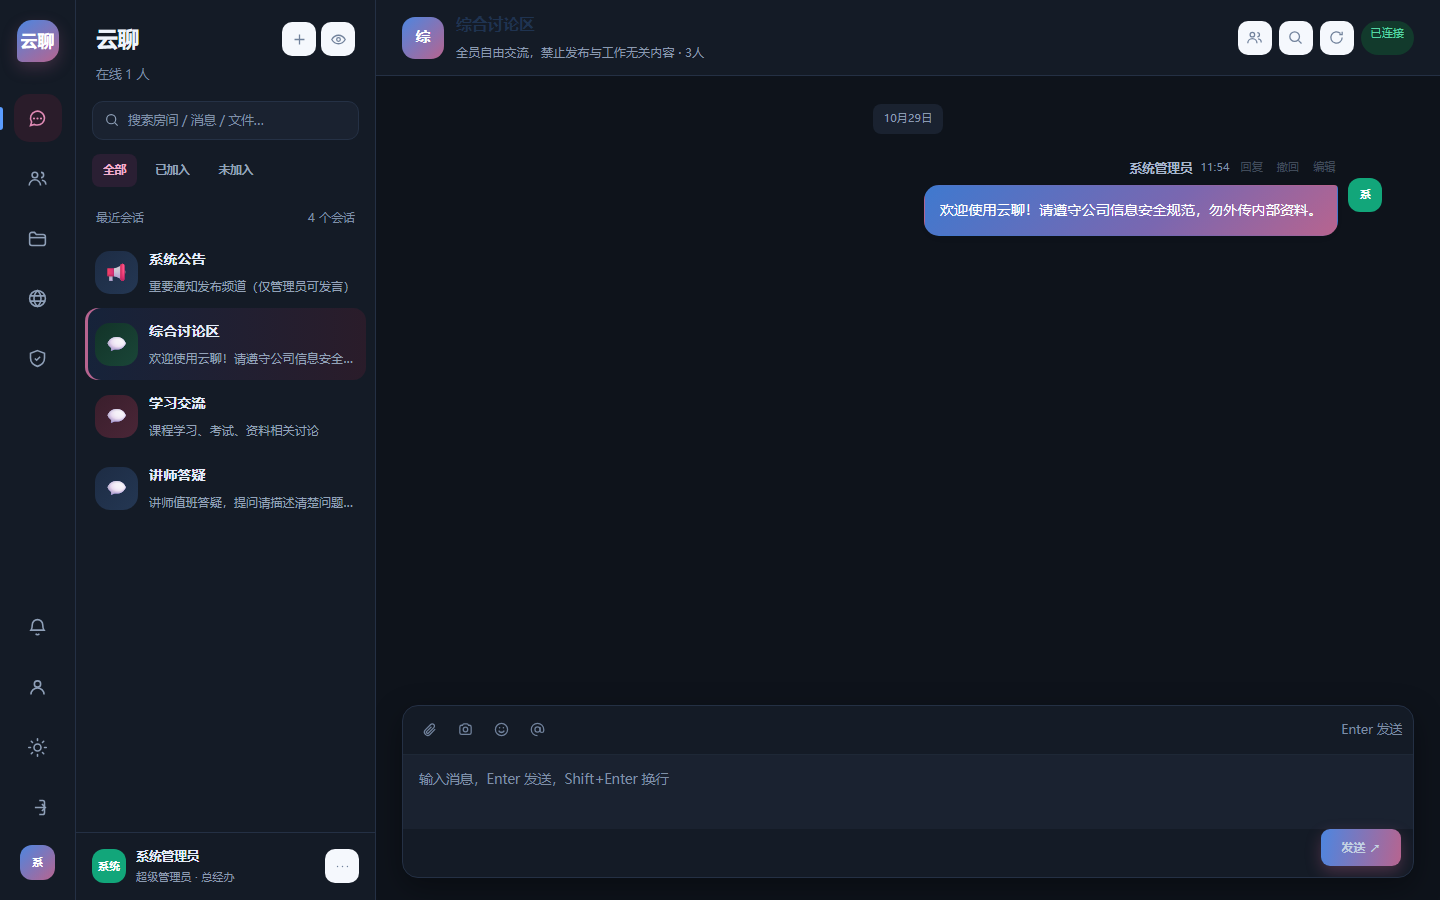 云聊
云聊
在线 1 人
搜索房间 / 消息 / 文件...
全部 已加入 未加入
最近会话 4 个会话
系统公告
重要通知发布频道（仅管理员可发言）
综合讨论区
欢迎使用云聊！请遵守公司信息安全...
学习交流
课程学习、考试、资料相关讨论
讲师答疑
讲师值班答疑，提问请描述清楚问题...
系
系统
系统管理员
超级管理员 · 总经办
···
综
综合讨论区
全员自由交流，禁止发布与工作无关内容 · 3人
已连接
10月29日
系统管理员 11:54 回复 撤回 编辑
系
欢迎使用云聊！请遵守公司信息安全规范，勿外传内部资料。
Enter 发送
输入消息，Enter 发送，Shift+Enter 换行
发送 ↗